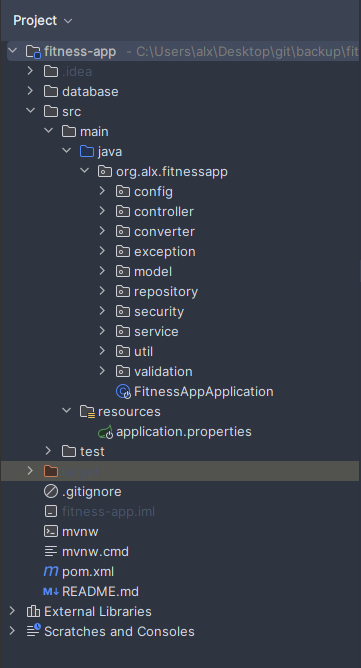 Project
fitness-app - C:\Users\alx\Desktop\git\backup\fit
.idea
database
src
main
java
org.alx.fitnessapp
config
controller
converter
exception
model
repository
security
service
util
validation
FitnessAppApplication
resources
application.properties
test
.gitignore
fitness-app.iml
mvnw
mvnw.cmd
pom.xml
README.md
External Libraries
Scratches and Consoles